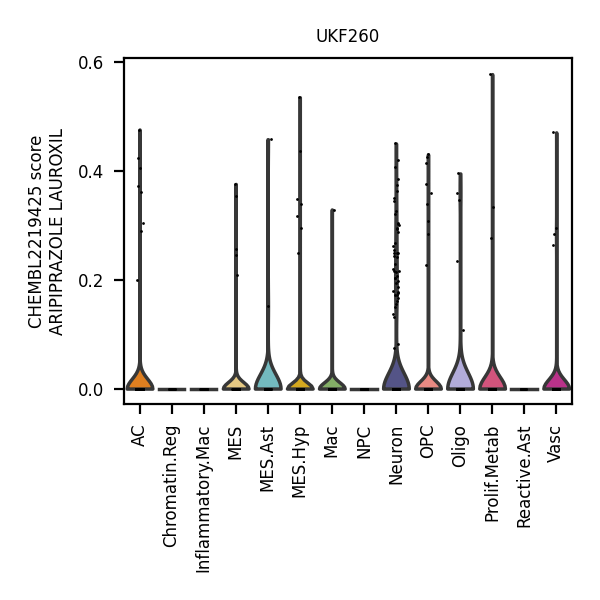 UKF260
CHEMBL2219425 score
ARIPIPRAZOLE LAUROXIL
0.6
0.4
0.2
0.0
AC
Chromatin.Reg
Inflammatory.Mac
MES
MES.Ast
MES.Hyp
Mac
NPC
Neuron
OPC
Oligo
Prolif.Metab
Reactive.Ast
Vasc